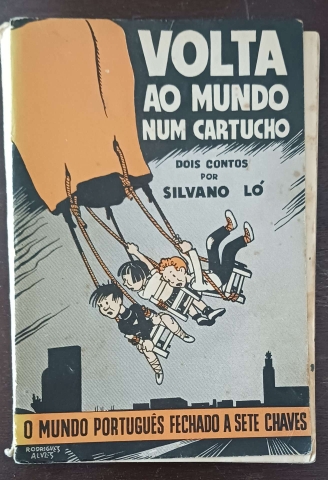 VOLTA
AO MUNDO
NUM CARTUCHO
DOIS CONTOS
POR
SILVANO LÓ
O MUNDO PORTUGUÊS FECHADO A SETE CHAVES
RODRIGUES
ALVES